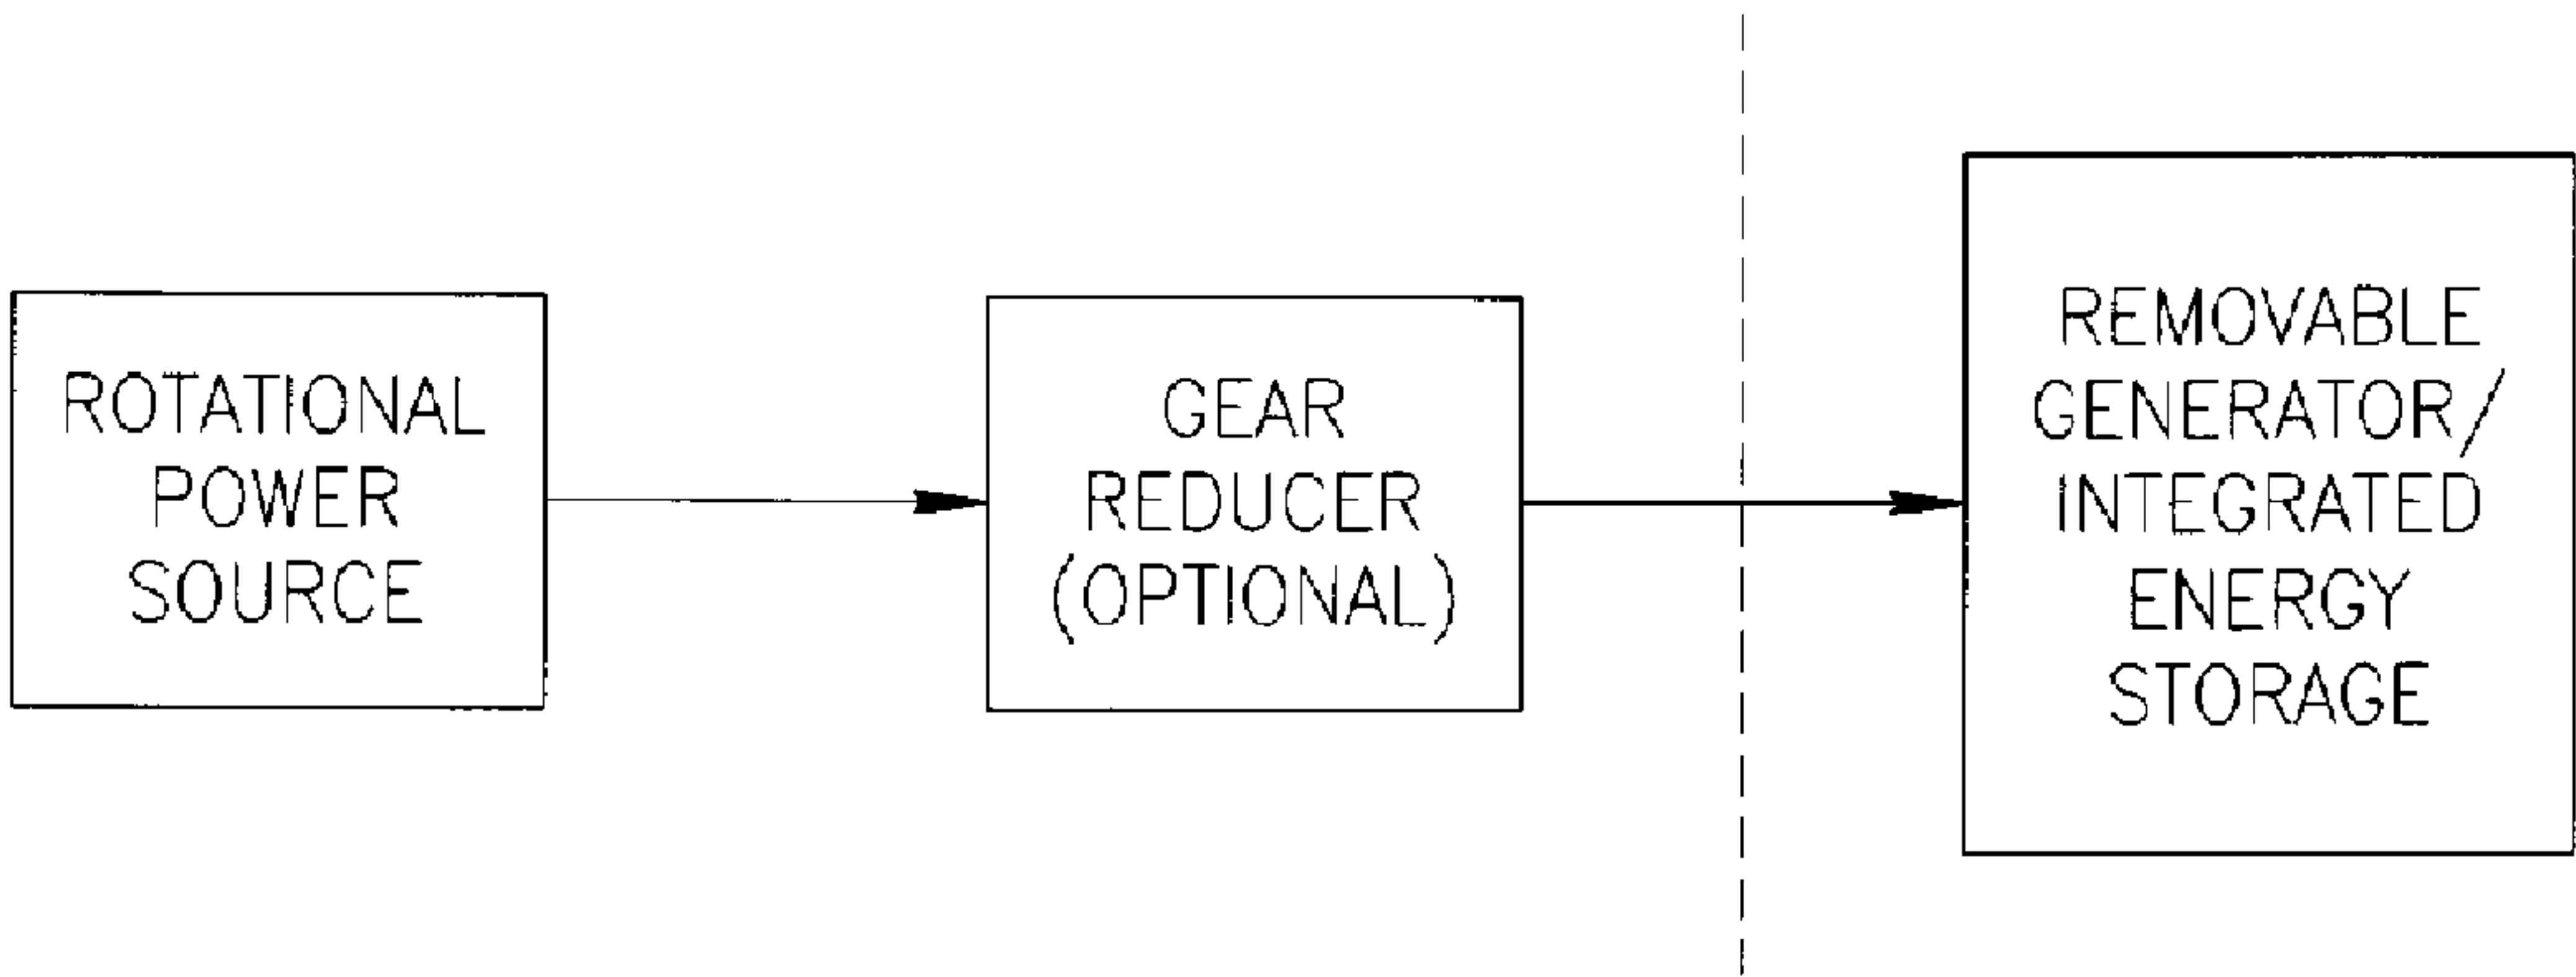 ROTATIONAL
POWER
SOURCE
GEAR
REDUCER
(OPTIONAL)
REMOVABLE
GENERATOR/
INTEGRATED
ENERGY
STORAGE